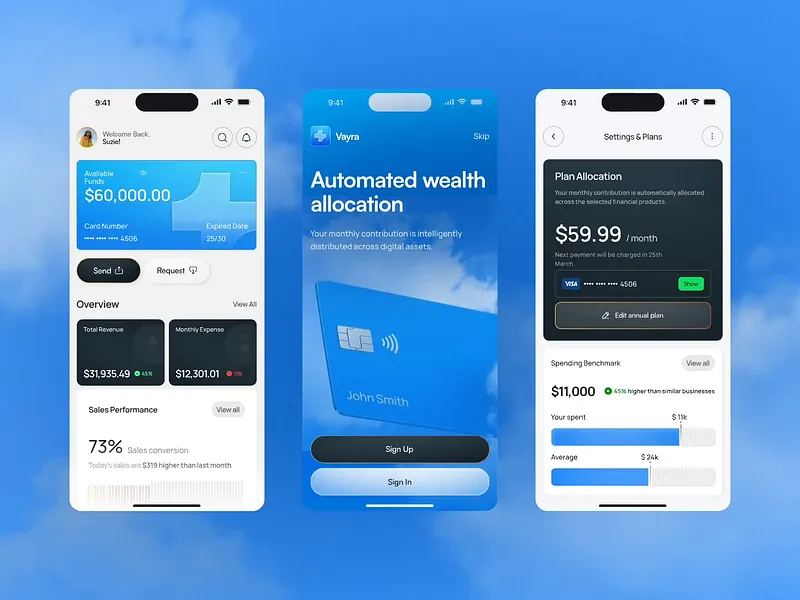 9:41
Welcome Back,
Suzie!
Available
Funds
$60,000.00
Card Number
Expired Date
•••• •••• •••• 4506
25/30
Send
Request
Overview
View All
Total Revenue
$31,935.49
45%
Monthly Expense
$12,301.01
11%
Sales Performance
View all
73% Sales conversion
Today's sales are $319 higher than last month
9:41
Vayra
Skip
Automated wealth
allocation
Your monthly contribution is intelligently
distributed across digital assets.
John Smith
Sign Up
Sign In
9:41
Settings & Plans
Plan Allocation
Your monthly contribution is automatically allocated
across the selected financial products.
$59.99 / month
Next payment will be charged in 25th
March
VISA •••• •••• •••• 4506
Show
Edit annual plan
Spending Benchmark
View all
$11,000
45% higher than similar businesses
Your spent
$ 11k
Average
$ 24k